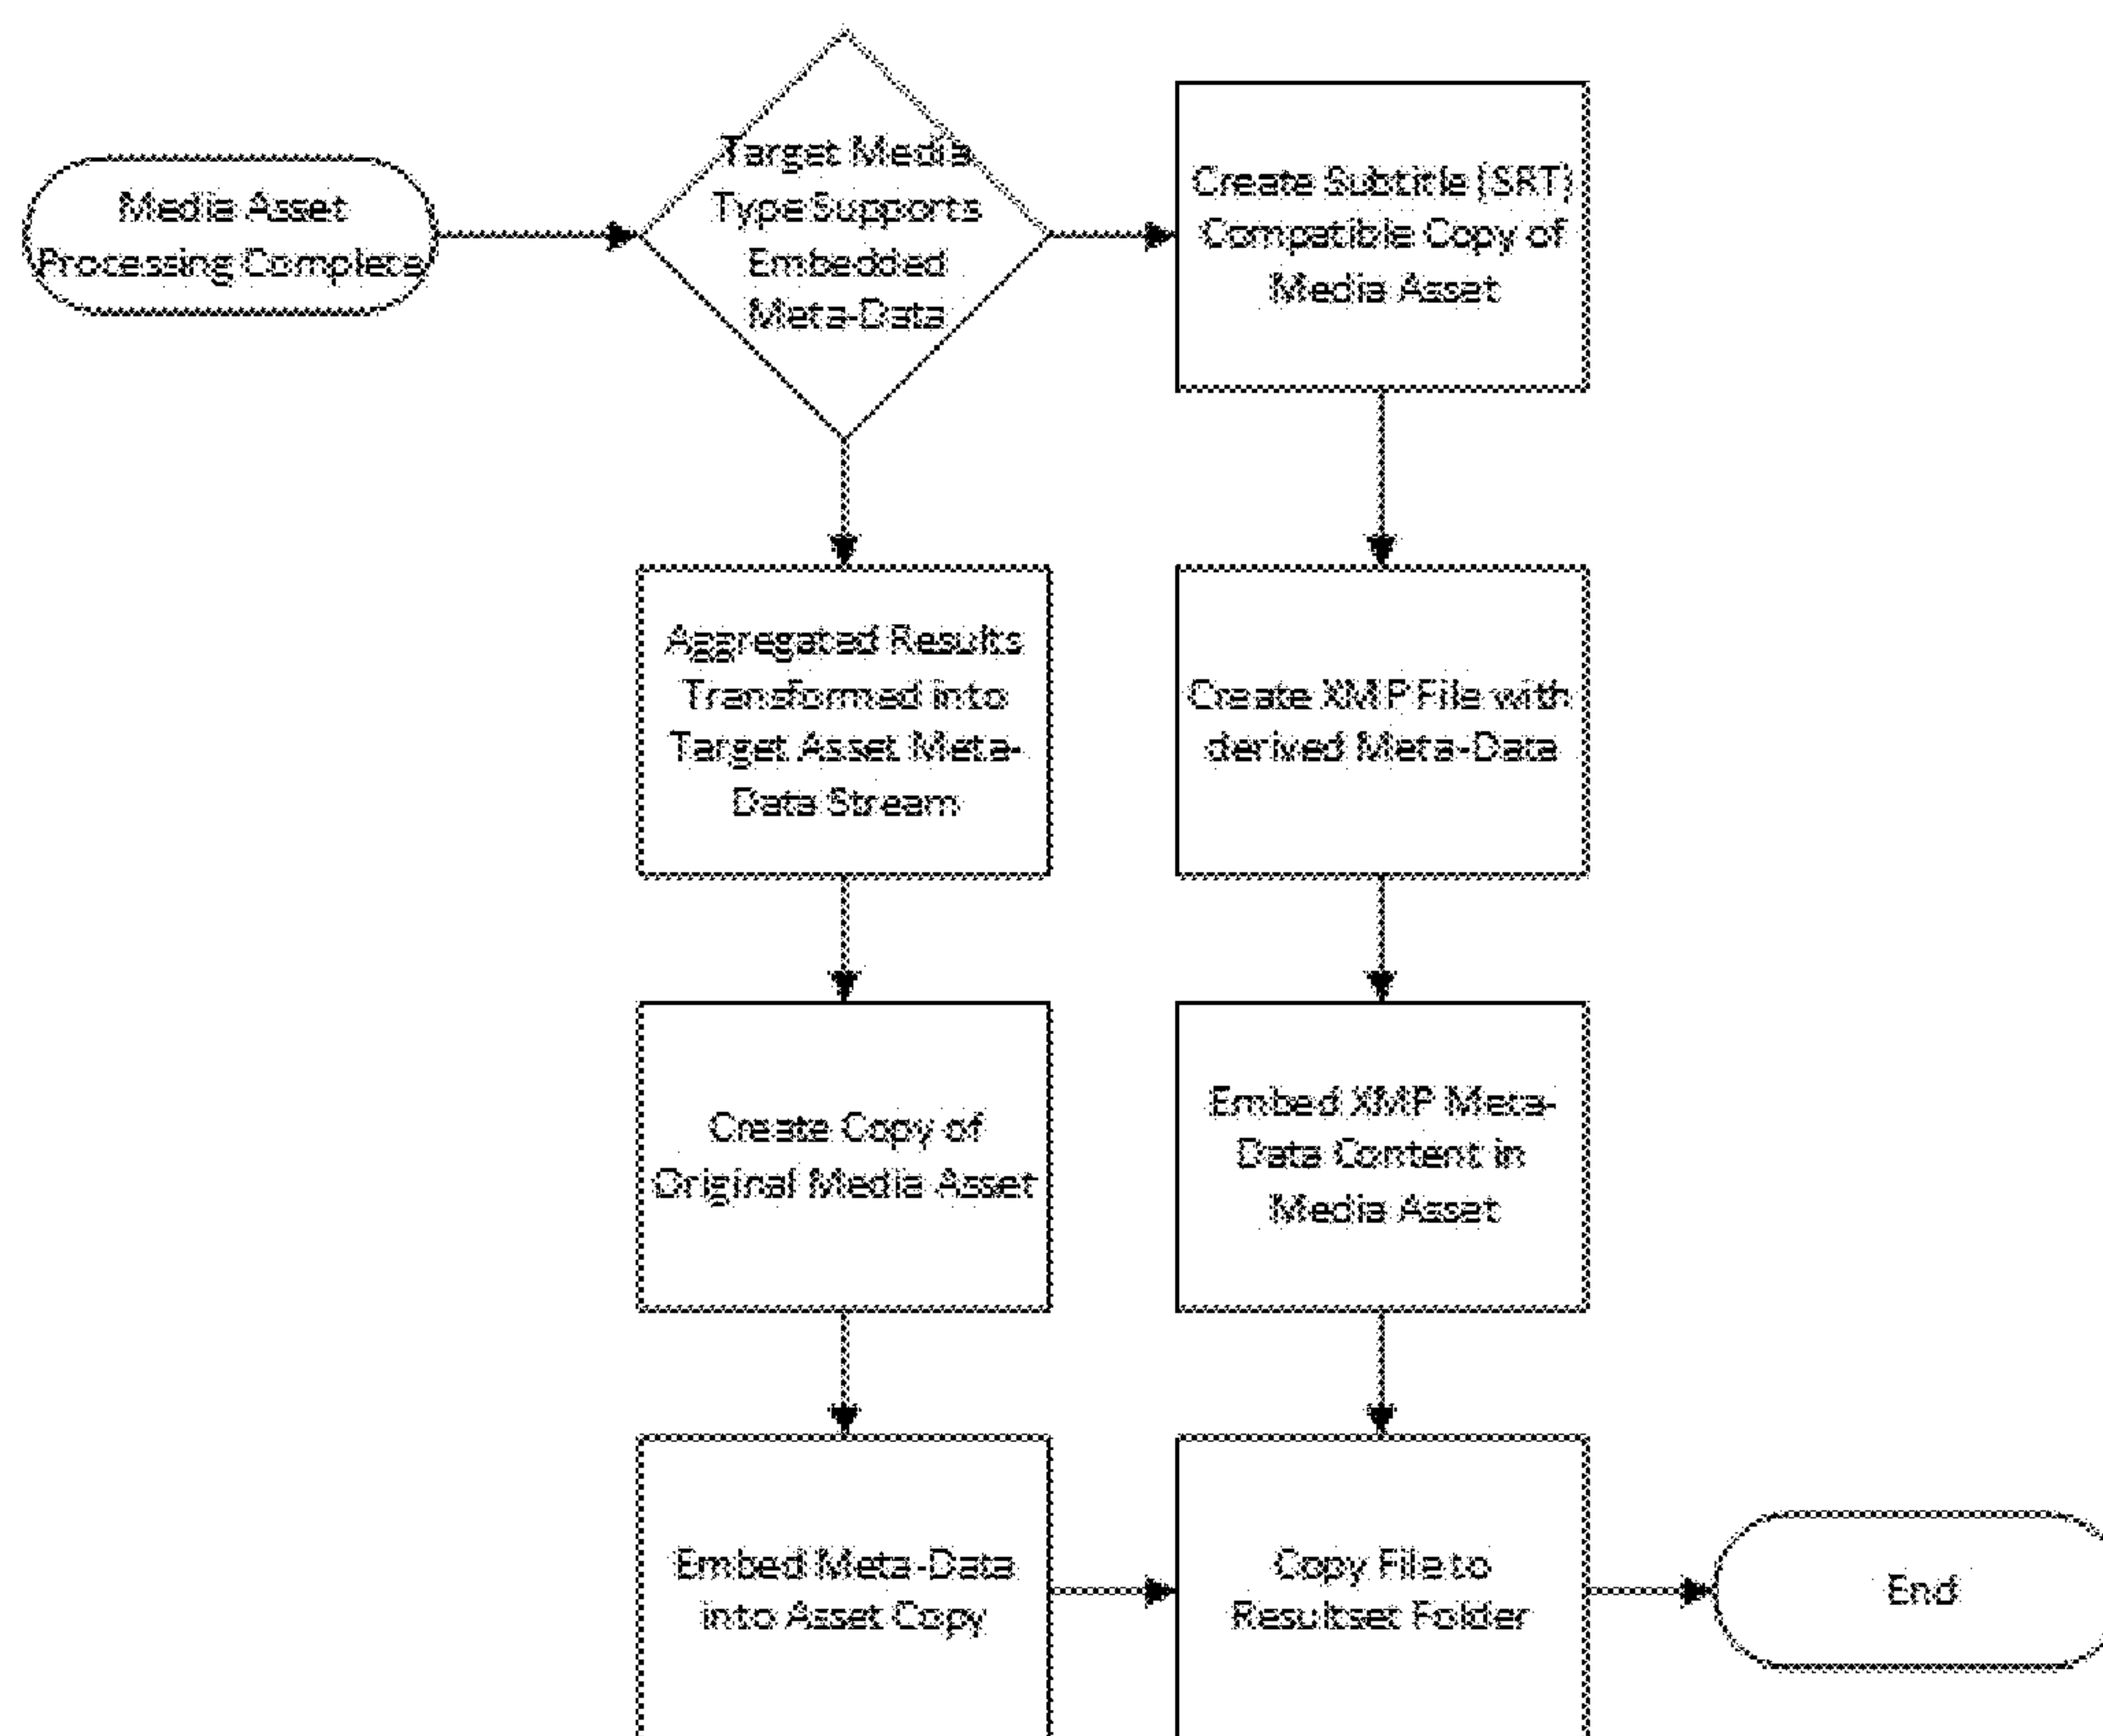 Media Asset
Processing Complete
Target Media
Type Supports
Embedded
Meta-Data
Create Subtitle (SRT)
Compatible Copy of
Media Asset
Aggregated Results
Transformed into
Target Asset Meta-
Data Stream
Create XMP File with
derived Meta-Data
Create Copy of
Original Media Asset
Embed XMP Meta-
Data Content in
Media Asset
Embed Meta-Data
into Asset Copy
Copy File to
Resultset Folder
End